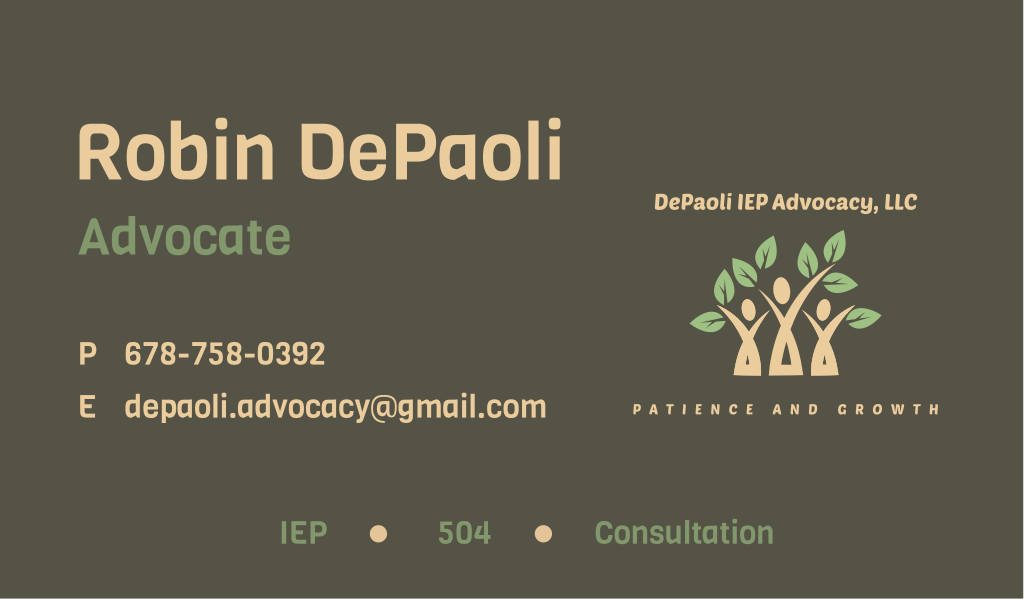 Robin DePaoli
Advocate
P 678-758-0392
E depaoli.advocacy@gmail.com
DePaoli IEP Advocacy, LLC
PATIENCE AND GROWTH
IEP ● 504 ● Consultation